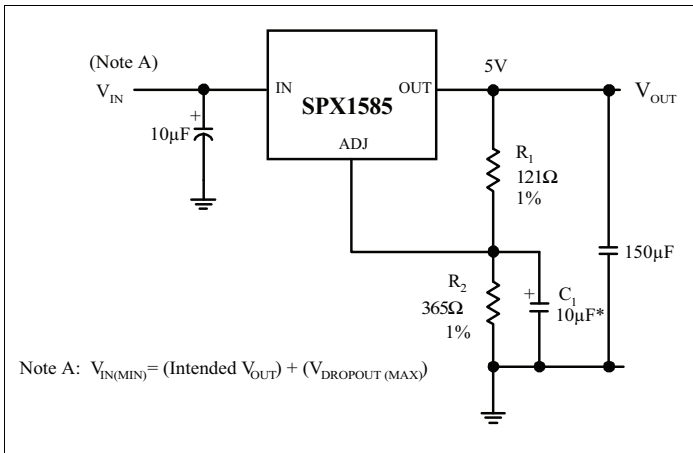 (Note A)
V_IN
+
10µF
IN
SPX1585
OUT
ADJ
5V
V_OUT
R_1
121Ω
1%
150µF
R_2
365Ω
1%
+
C_1
10µF*
Note A: V_IN(MIN)= (Intended V_OUT) + (V_DROPOUT (MAX))